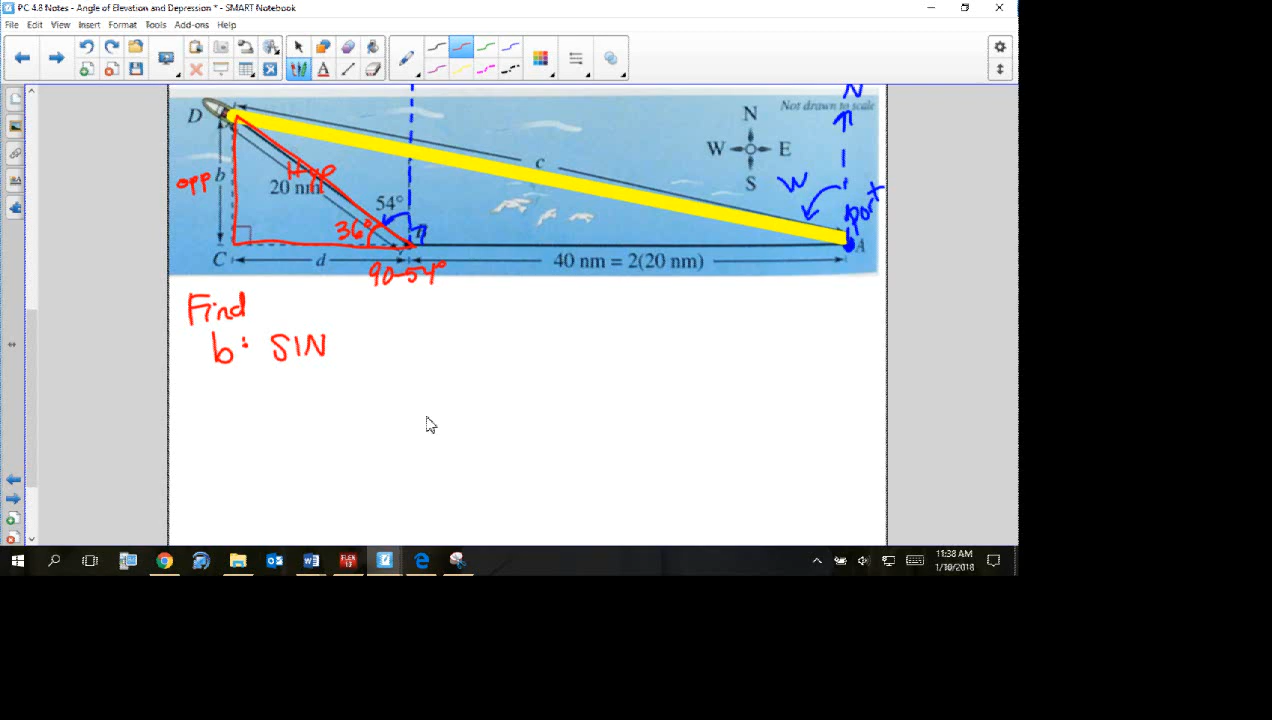 PC 4.8 Notes - Angle of Elevation and Depression * - SMART Notebook
File Edit View Insert Format Tools Add-ons Help
N
Not drawn to scale
D
c
N
W E
S
W
opp b
Hyp
20 nm
54°
36°
port
A
C d
40 nm = 2(20 nm)
90-54°
Find
b: SIN
11:38 AM
1/10/2018